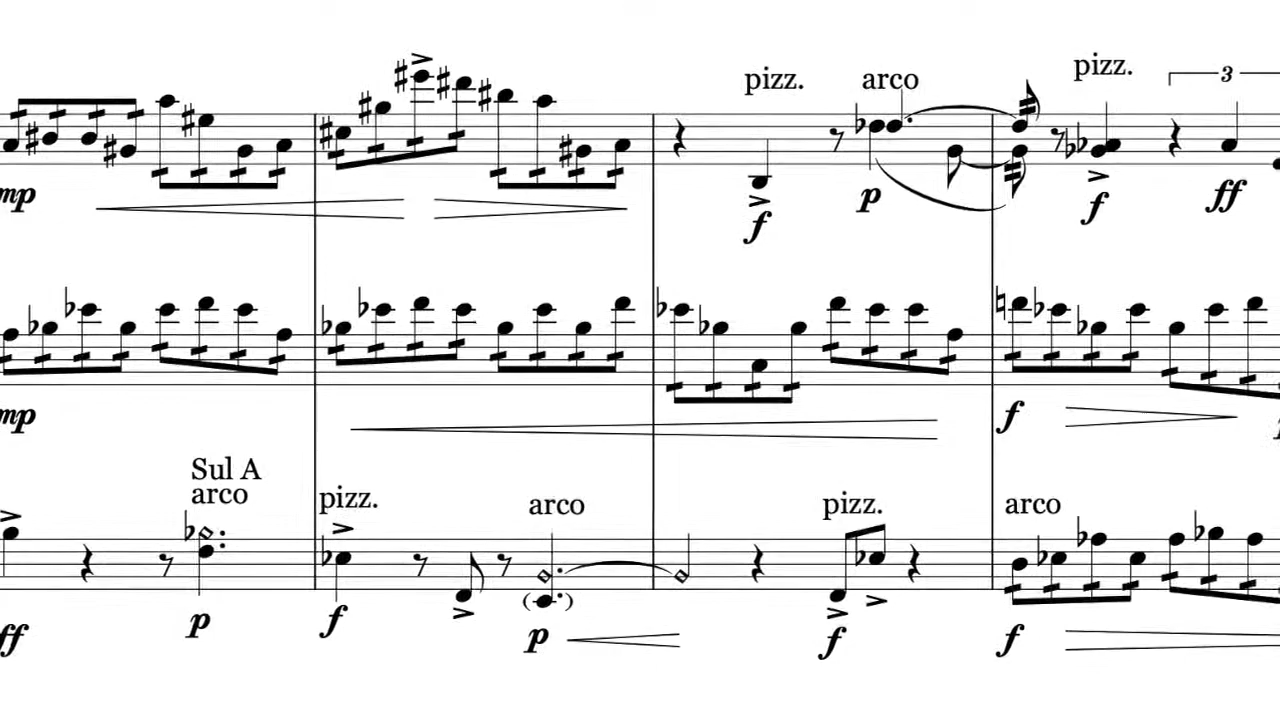 pizz. arco pizz. 3
mp f p f ff
mp f
Sul A
arco pizz. arco pizz. arco
ff p f p f f